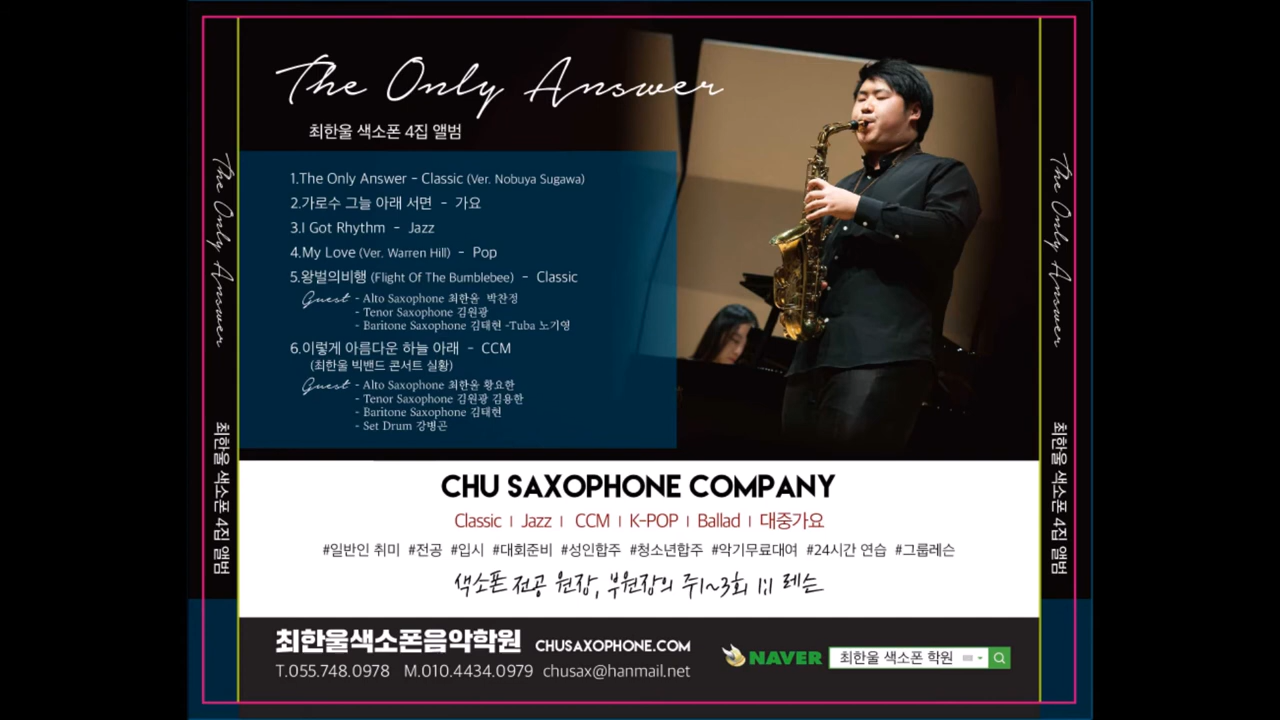 The Only Answer
최한울 색소폰 4집 앨범
1.The Only Answer - Classic (Ver. Nobuya Sugawa)
2.가로수 그늘 아래 서면 - 가요
3.I Got Rhythm - Jazz
4.My Love (Ver. Warren Hill) - Pop
5.왕벌의비행 (Flight Of The Bumblebee) - Classic
Guest - Alto Saxophone 최한울 박찬정
- Tenor Saxophone 김원광
- Baritone Saxophone 김태현 -Tuba 노기영
6.이렇게 아름다운 하늘 아래 - CCM
(최한울 빅밴드 콘서트 실황)
Guest - Alto Saxophone 최한울 황요한
- Tenor Saxophone 김원광 김용한
- Baritone Saxophone 김태현
- Set Drum 강병곤
The Only Answer 최한울 색소폰 4집 앨범
The Only Answer 최한울 색소폰 4집 앨범
CHU SAXOPHONE COMPANY
Classic I Jazz I CCM I K-POP I Ballad I 대중가요
#일반인 취미 #전공 #입시 #대회준비 #성인합주 #청소년합주 #악기무료대여 #24시간 연습 #그룹레슨
색소폰 전공 원장, 부원장의 주1~3회 1:1 레슨
최한울색소폰음악학원 CHUSAXOPHONE.COM
T.055.748.0978 M.010.4434.0979 chusax@hanmail.net
NAVER 최한울 색소폰 학원